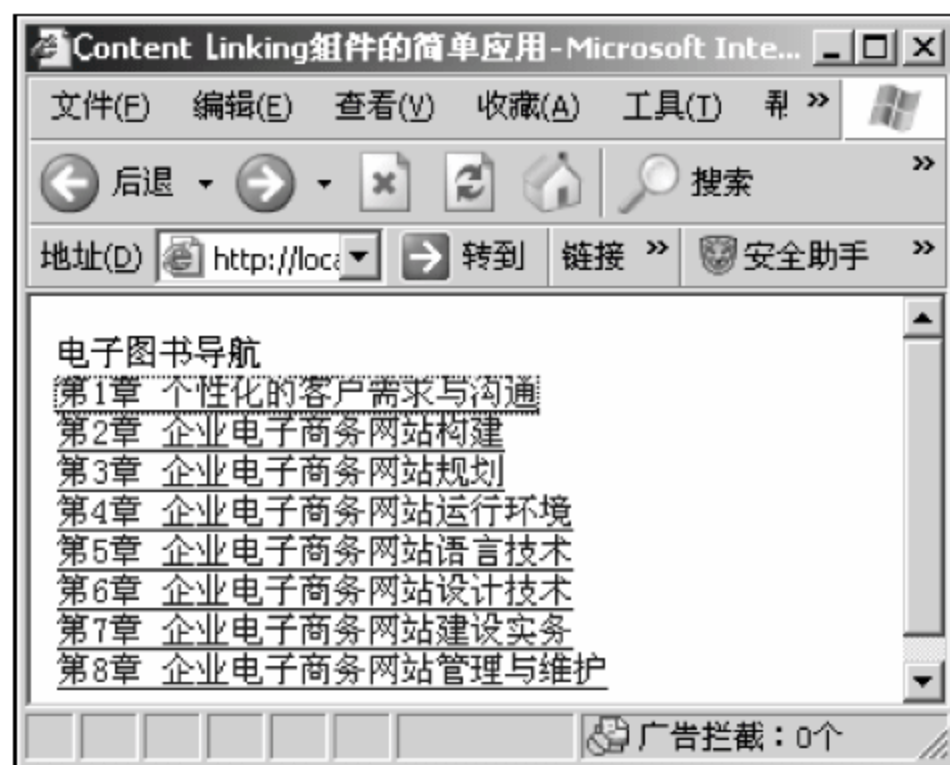 Content Linking组件的简单应用-Microsoft Inte...
文件(F) 编辑(E) 查看(V) 收藏(A) 工具(T) »
后退 搜索 »
地址(D) http://loc 转到 链接 » 安全助手 »
电子图书导航
第1章 个性化的客户需求与沟通
第2章 企业电子商务网站构建
第3章 企业电子商务网站规划
第4章 企业电子商务网站运行环境
第5章 企业电子商务网站语言技术
第6章 企业电子商务网站设计技术
第7章 企业电子商务网站建设实务
第8章 企业电子商务网站管理与维护
广告拦截：0个